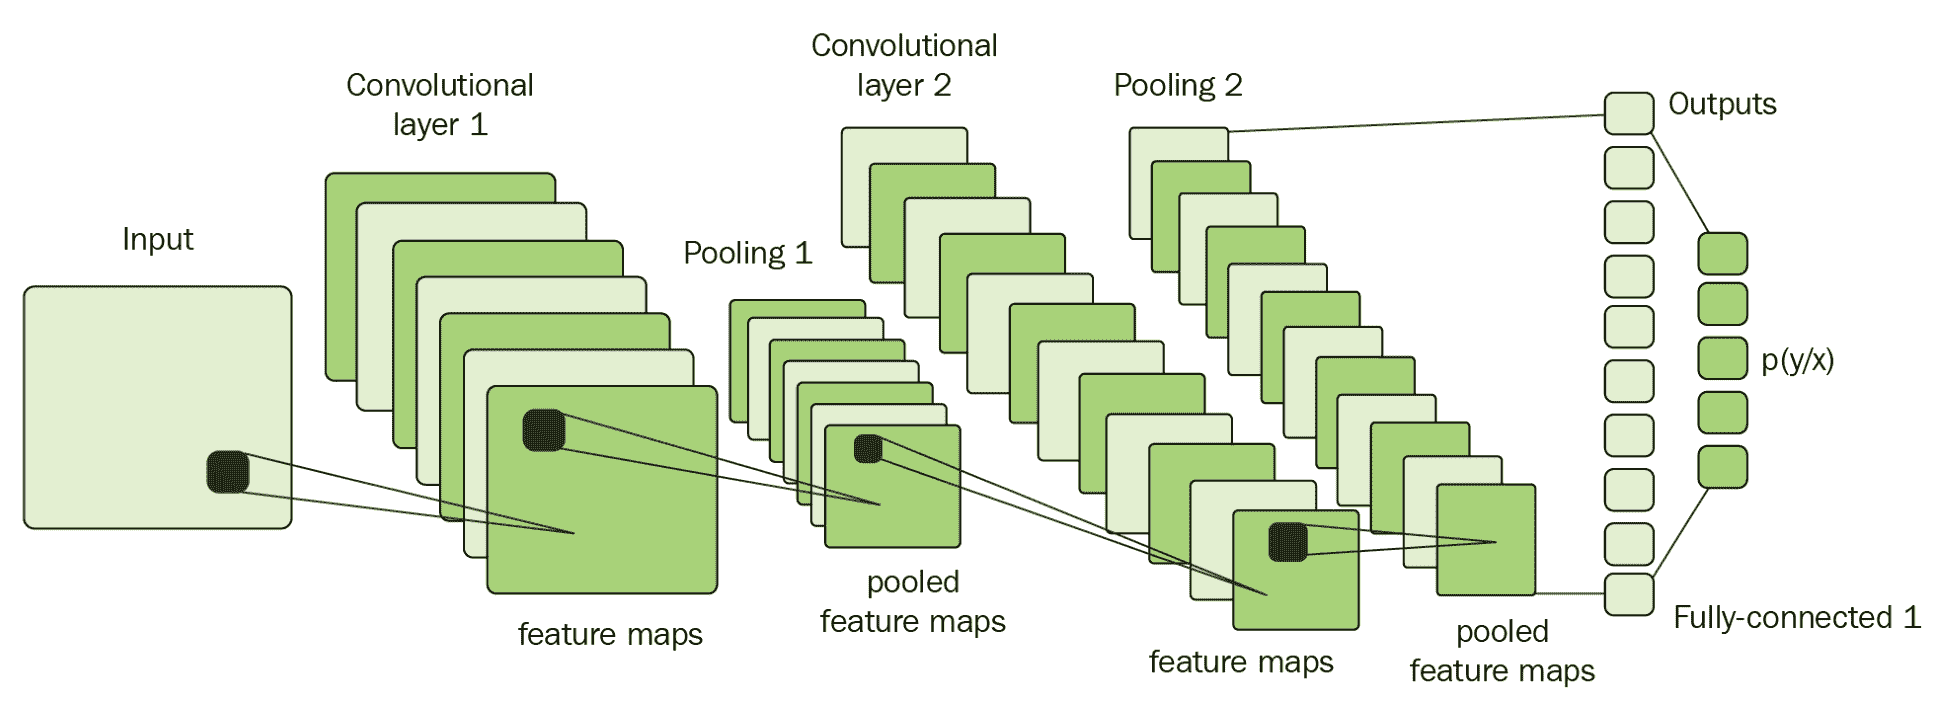 Input
Convolutional
layer 1
feature maps
Pooling 1
pooled
feature maps
Convolutional
layer 2
feature maps
Pooling 2
pooled
feature maps
Outputs
p(y/x)
Fully-connected 1